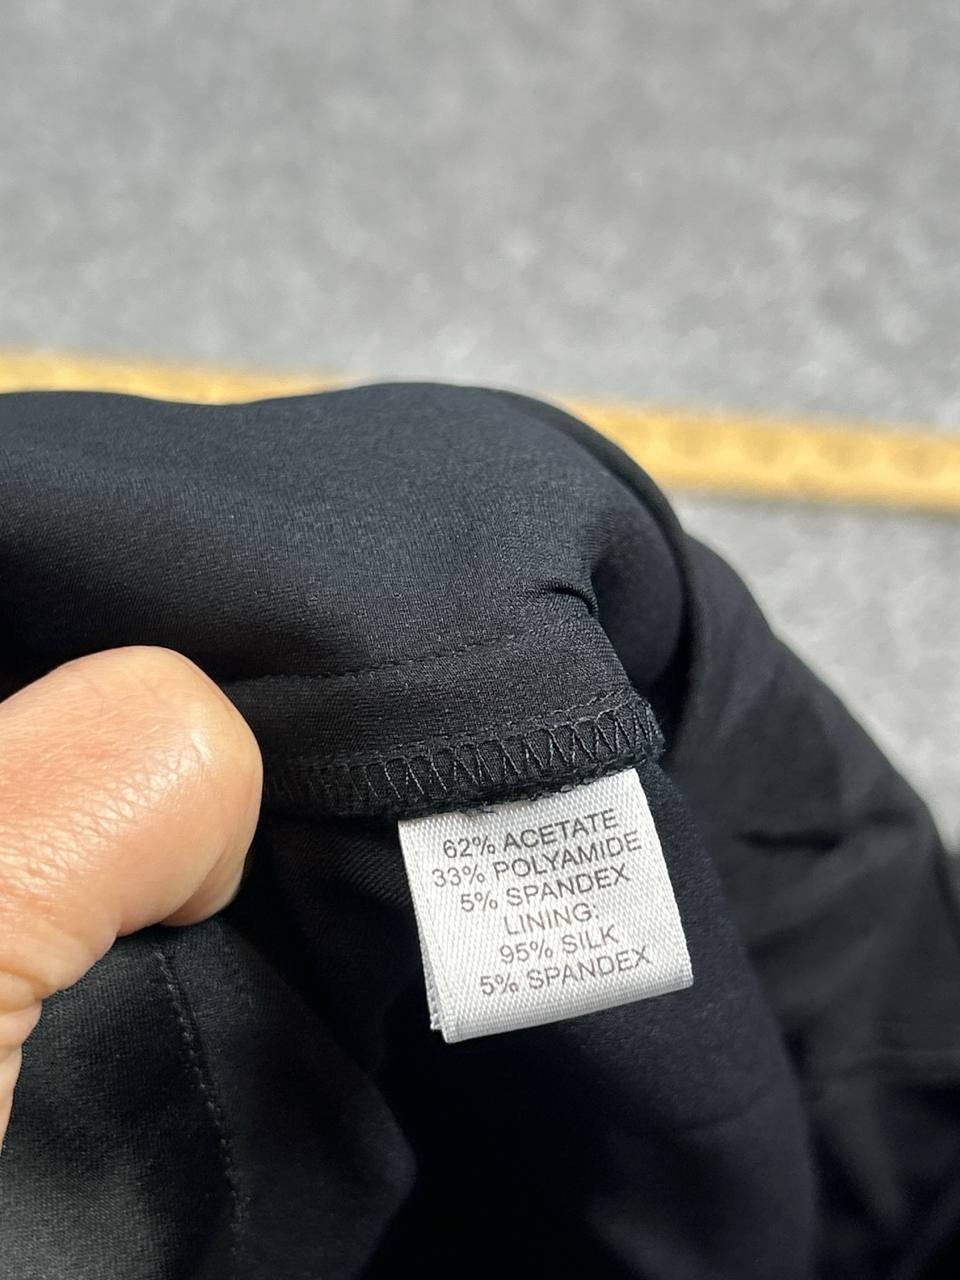 62% ACETATE
33% POLYAMIDE
5% SPANDEX
LINING:
95% SILK
5% SPANDEX